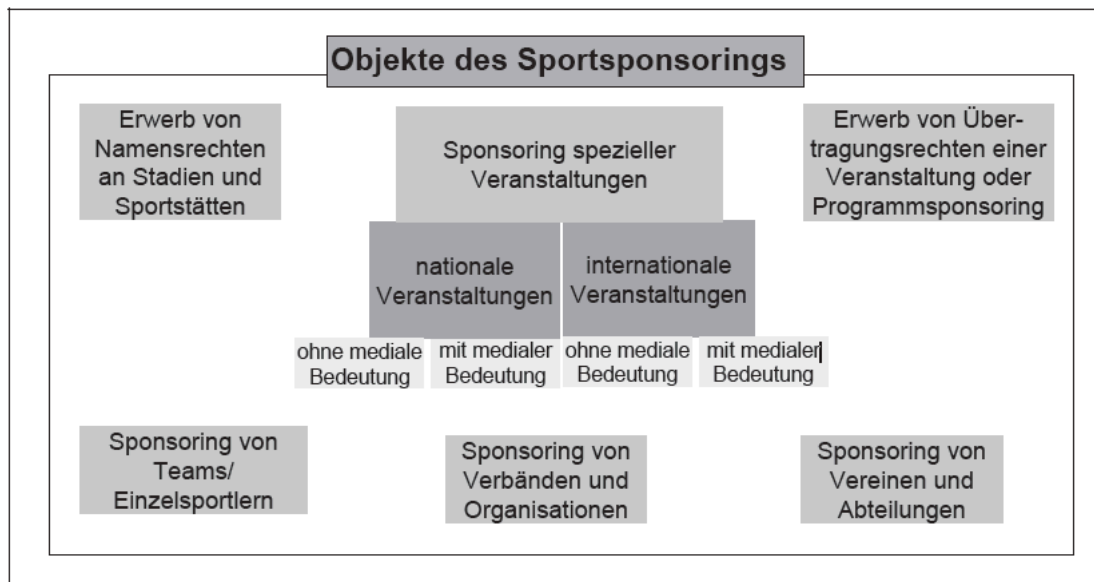 Objekte des Sportsponsorings
Erwerb von
Namensrechten
an Stadien und
Sportstätten
Sponsoring spezieller
Veranstaltungen
Erwerb von Über-
tragungsrechten einer
Veranstaltung oder
Programmsponsoring
nationale
Veranstaltungen
internationale
Veranstaltungen
ohne mediale
Bedeutung
mit medialer
Bedeutung
ohne mediale
Bedeutung
mit medialer
Bedeutung
Sponsoring von
Teams/
Einzelsportlern
Sponsoring von
Verbänden und
Organisationen
Sponsoring von
Vereinen und
Abteilungen